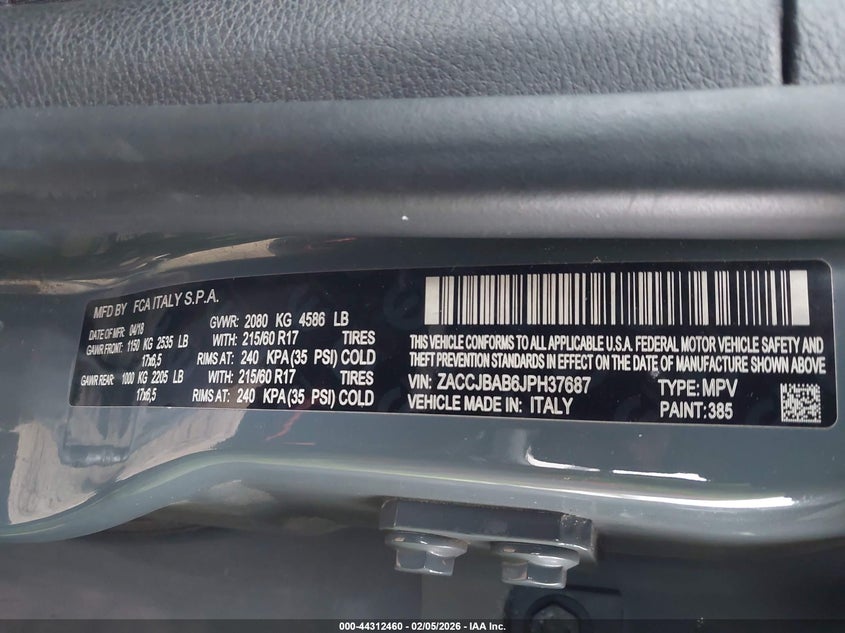 MFD BY FCA ITALY S.P.A.
DATE OF MFR: 04/18 GVWR: 2080 KG 4586 LB
GAWR FRONT: 1150 KG 2535 LB WITH: 215/60 R17 TIRES
17x6,5 RIMS AT: 240 KPA (35 PSI) COLD
GAWR REAR: 1000 KG 2205 LB WITH: 215/60 R17 TIRES
17x6,5 RIMS AT: 240 KPA (35 PSI) COLD
THIS VEHICLE CONFORMS TO ALL APPLICABLE U.S.A. FEDERAL MOTOR VEHICLE SAFETY AND
THEFT PREVENTION STANDARDS IN EFFECT ON THE DATE OF MANUFACTURE SHOWN ABOVE
VIN: ZACCJBAB6JPH37687 TYPE: MPV
VEHICLE MADE IN: ITALY PAINT: 385
000-44312460 - 02/05/2026 - IAA Inc.